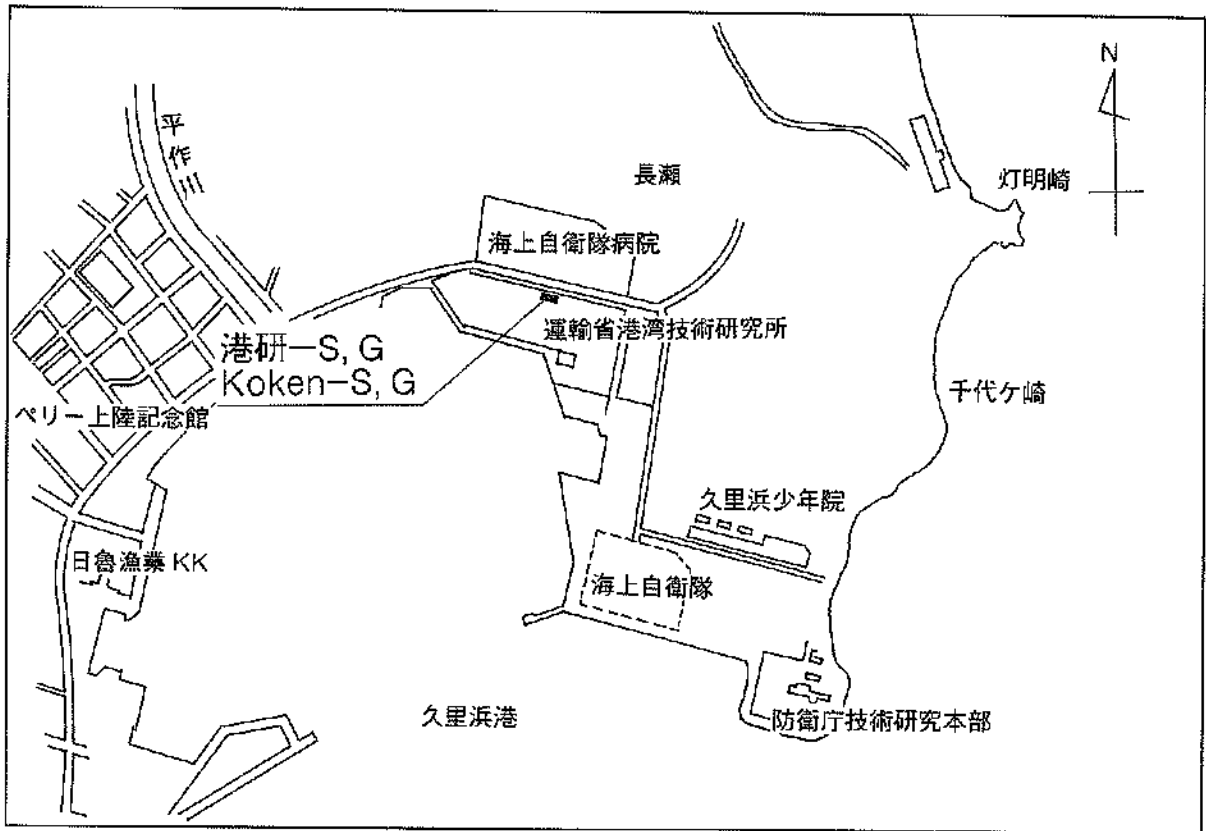 N
平作川
長瀬
灯明崎
海上自衛隊病院
運輸省港湾技術研究所
港研－S, G
Koken－S, G
千代ケ崎
ペリー上陸記念館
久里浜少年院
日魯漁業 KK
海上自衛隊
久里浜港
防衛庁技術研究本部